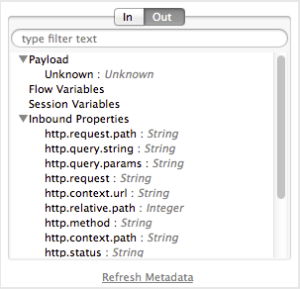 In Out
type filter text
Payload
Unknown : Unknown
Flow Variables
Session Variables
Inbound Properties
http.request.path : String
http.query.string : String
http.query.params : String
http.request : String
http.context.url : String
http.relative.path : Integer
http.method : String
http.context.path : String
http.status : String
Refresh Metadata